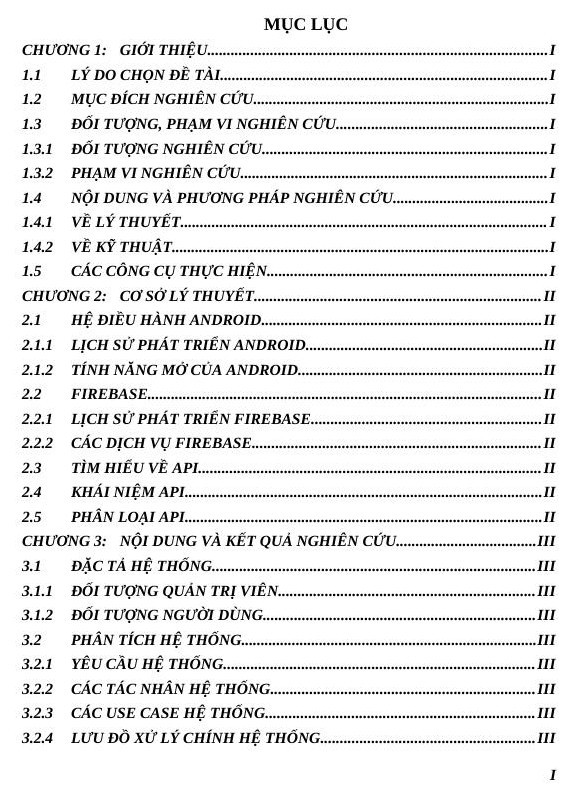 MỤC LỤC
CHƯƠNG 1: GIỚI THIỆU.....I
1.1 LÝ DO CHỌN ĐỀ TÀI.....I
1.2 MỤC ĐÍCH NGHIÊN CỨU.....I
1.3 ĐỐI TƯỢNG, PHẠM VI NGHIÊN CỨU.....I
1.3.1 ĐỐI TƯỢNG NGHIÊN CỨU.....I
1.3.2 PHẠM VI NGHIÊN CỨU.....I
1.4 NỘI DUNG VÀ PHƯƠNG PHÁP NGHIÊN CỨU.....I
1.4.1 VỀ LÝ THUYẾT.....I
1.4.2 VỀ KỸ THUẬT.....I
1.5 CÁC CÔNG CỤ THỰC HIỆN.....I
CHƯƠNG 2: CƠ SỞ LÝ THUYẾT.....II
2.1 HỆ ĐIỀU HÀNH ANDROID.....II
2.1.1 LỊCH SỬ PHÁT TRIỂN ANDROID.....II
2.1.2 TÍNH NĂNG MỞ CỦA ANDROID.....II
2.2 FIREBASE.....II
2.2.1 LỊCH SỬ PHÁT TRIỂN FIREBASE.....II
2.2.2 CÁC DỊCH VỤ FIREBASE.....II
2.3 TÌM HIỂU VỀ API.....II
2.4 KHÁI NIỆM API.....II
2.5 PHÂN LOẠI API.....II
CHƯƠNG 3: NỘI DUNG VÀ KẾT QUẢ NGHIÊN CỨU.....III
3.1 ĐẶC TẢ HỆ THỐNG.....III
3.1.1 ĐỐI TƯỢNG QUẢN TRỊ VIÊN.....III
3.1.2 ĐỐI TƯỢNG NGƯỜI DÙNG.....III
3.2 PHÂN TÍCH HỆ THỐNG.....III
3.2.1 YÊU CẦU HỆ THỐNG.....III
3.2.2 CÁC TÁC NHÂN HỆ THỐNG.....III
3.2.3 CÁC USE CASE HỆ THỐNG.....III
3.2.4 LƯU ĐỒ XỬ LÝ CHÍNH HỆ THỐNG.....III
I